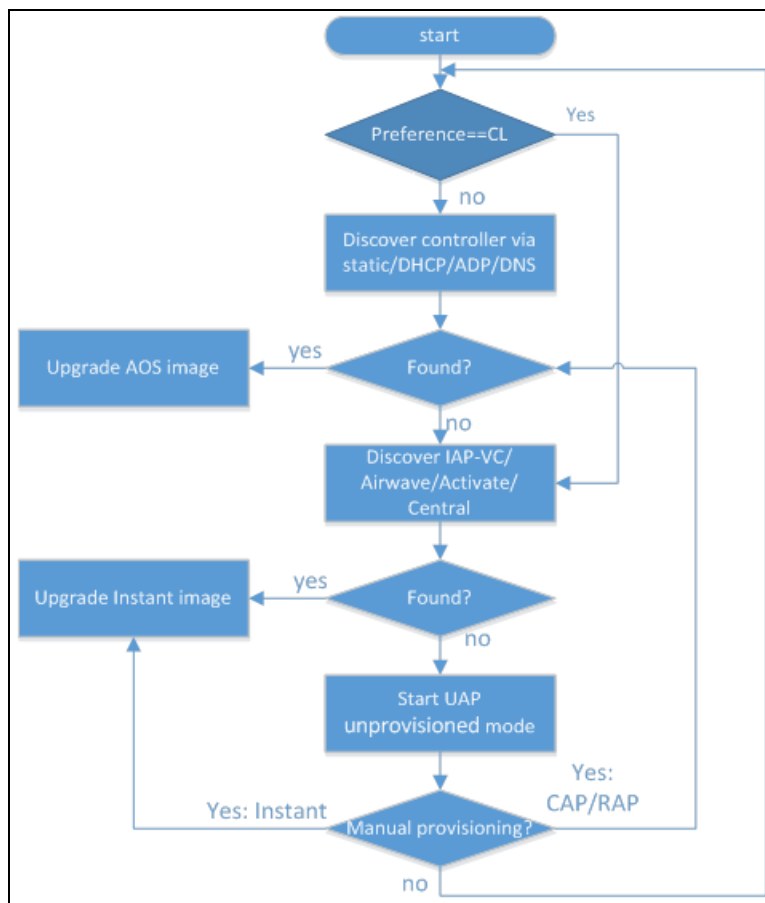 start
Preference==CL
Yes
no
Discover controller via
static/DHCP/ADP/DNS
Upgrade AOS image
yes
Found?
no
Discover IAP-VC/
Airwave/Activate/
Central
Upgrade Instant image
yes
Found?
no
Start UAP
unprovisioned mode
Yes:
CAP/RAP
Yes: Instant
Manual provisioning?
no